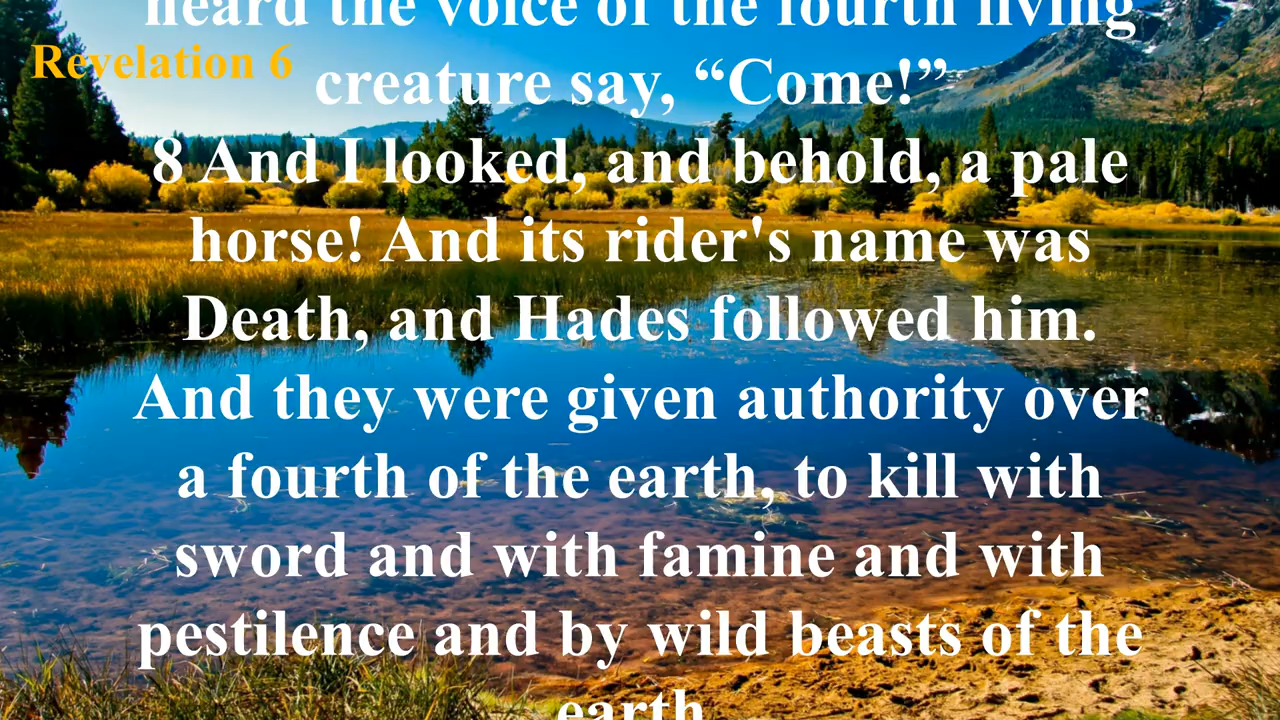 heard the voice of the fourth living
Revelation 6
creature say, “Come!”
8 And I looked, and behold, a pale
horse! And its rider's name was
Death, and Hades followed him.
And they were given authority over
a fourth of the earth, to kill with
sword and with famine and with
pestilence and by wild beasts of the
earth.